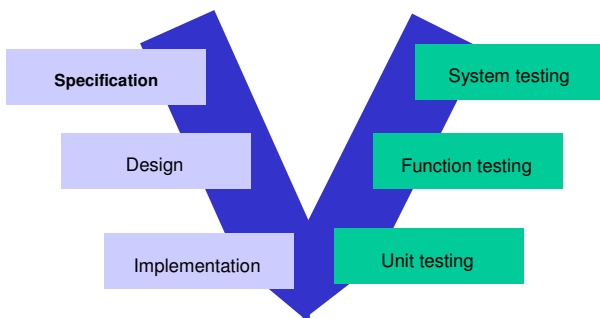 Specification
System testing
Design
Function testing
Implementation
Unit testing